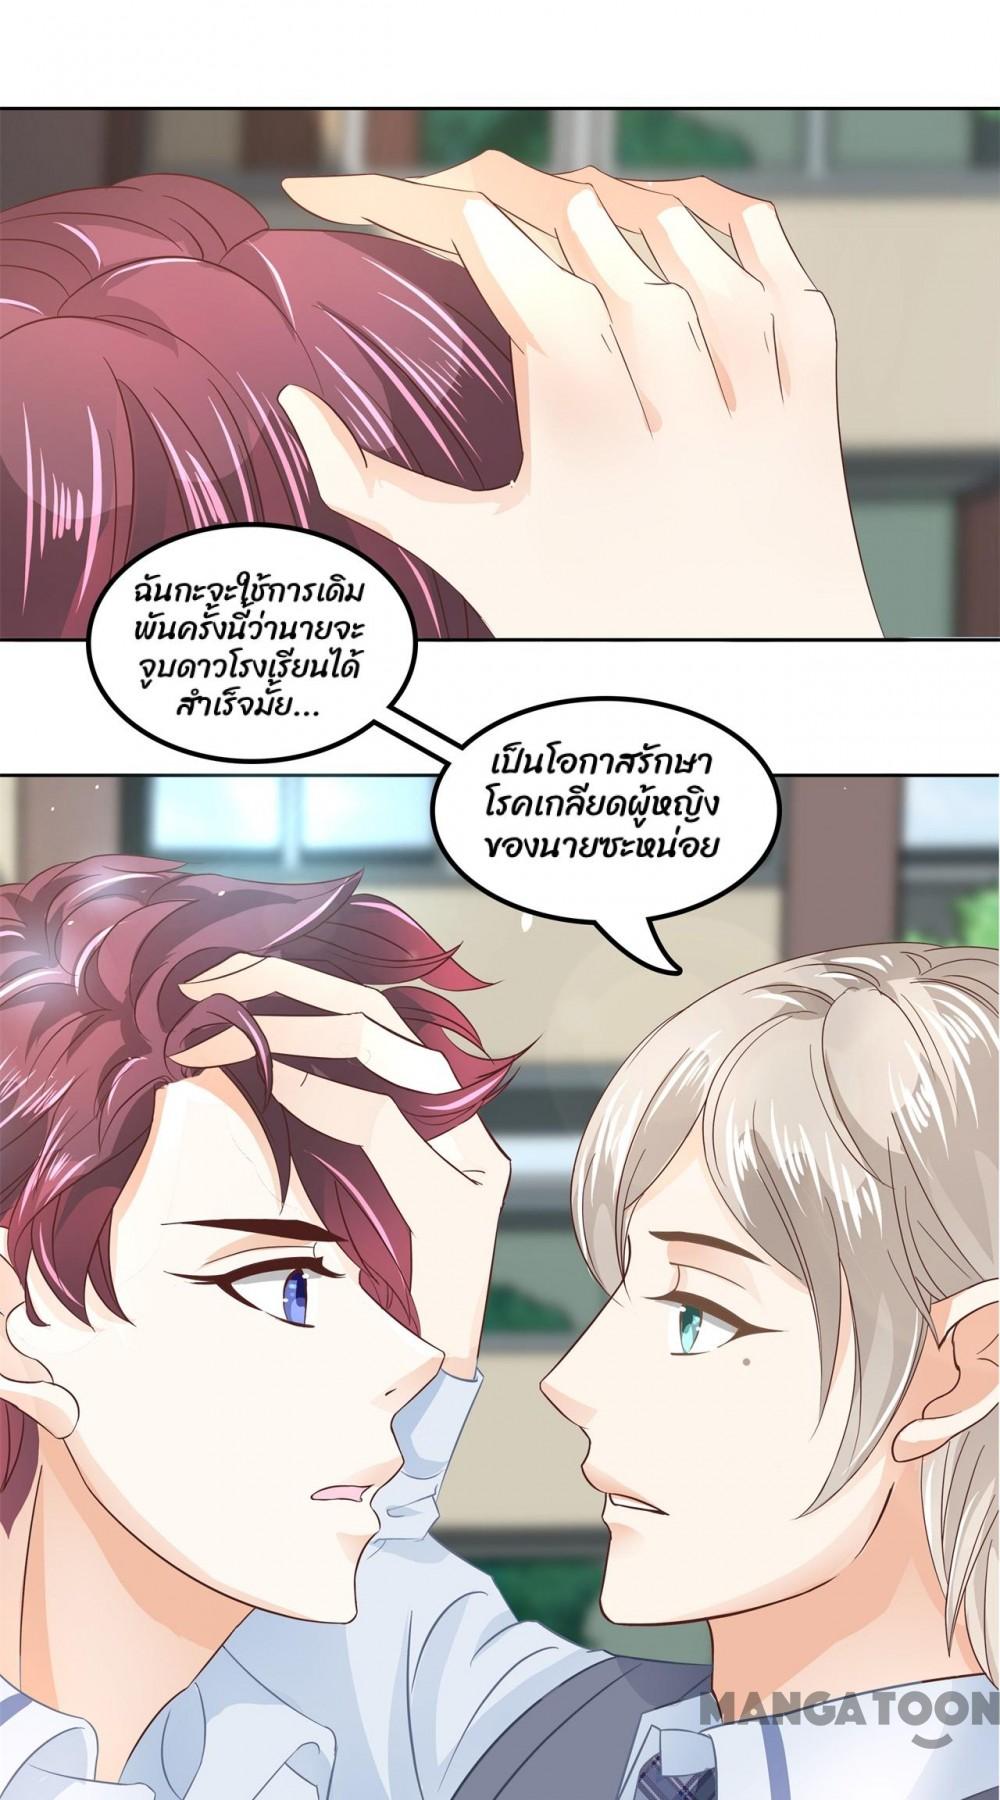 ฉันกะจะใช้การเดิม
พันครั้งนี้ว่านายจะ
จูบดาวโรงเรียนได้
สำเร็จมั้ย...
เป็นโอกาสรักษา
โรคเกลียดผู้หญิง
ของนายซะหน่อย
MANGATOON